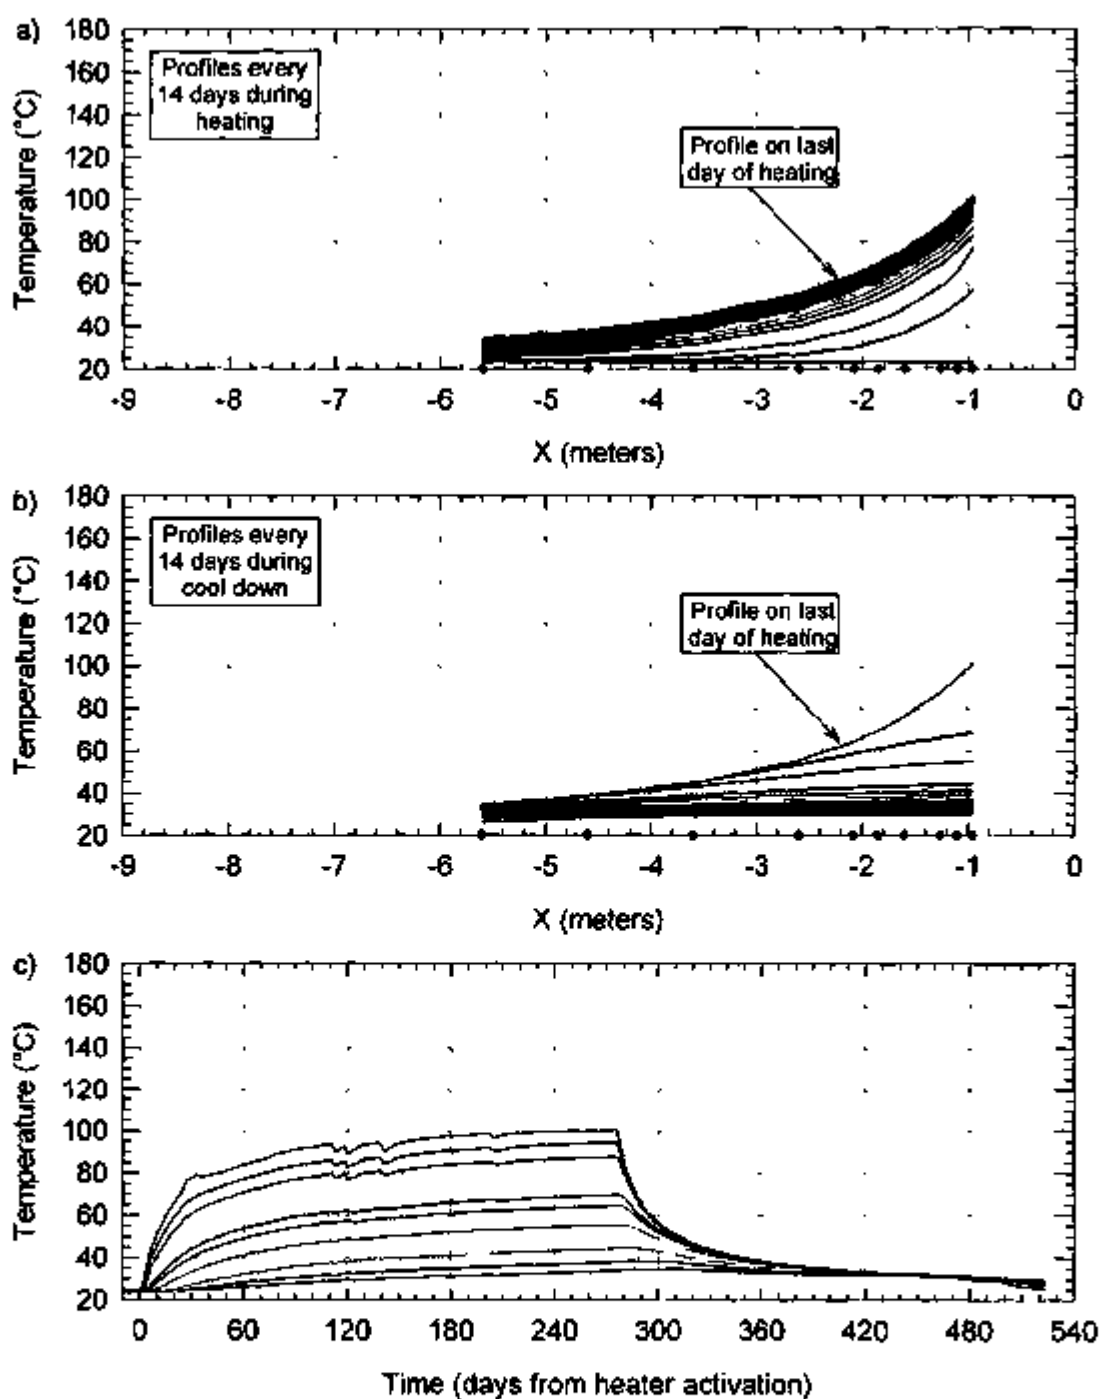 a)
180
160
140
120
100
80
60
40
20
Temperature (°C)
Profiles every
14 days during
heating
Profile on last
day of heating
-9 -8 -7 -6 -5 -4 -3 -2 -1 0
X (meters)
b)
180
160
140
120
100
80
60
40
20
Temperature (°C)
Profiles every
14 days during
cool down
Profile on last
day of heating
-9 -8 -7 -6 -5 -4 -3 -2 -1 0
X (meters)
c)
180
160
140
120
100
80
60
40
20
Temperature (°C)
0 60 120 180 240 300 360 420 480 540
Time (days from heater activation)